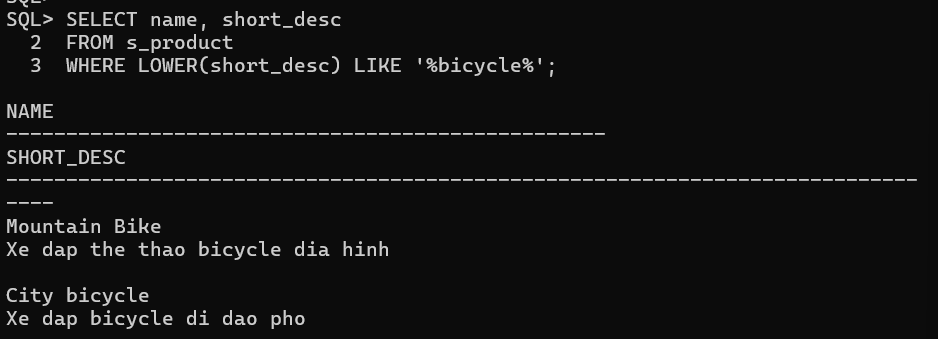 SQL> SELECT name, short_desc
  2  FROM s_product
  3  WHERE LOWER(short_desc) LIKE '%bicycle%';
NAME
--------------------------------------------------
SHORT_DESC
----------------------------------------------------------------------------
----
Mountain Bike
Xe dap the thao bicycle dia hinh
City bicycle
Xe dap bicycle di dao pho